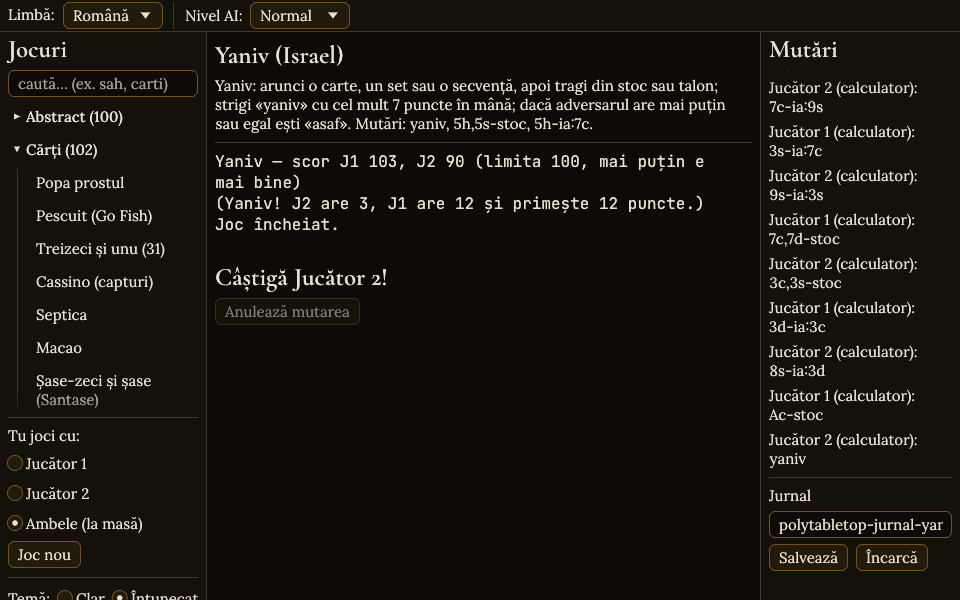 Limbă: Română ▼ Nivel AI: Normal ▼
Jocuri
caută... (ex. sah, carti)
▸ Abstract (100)
▾ Cărți (102)
Popa prostul
Pescuit (Go Fish)
Treizeci și unu (31)
Cassino (capturi)
Septica
Macao
Șase-zeci și șase
(Santase)
Tu joci cu:
Jucător 1
Jucător 2
Ambele (la masă)
Joc nou
Temă: Clar Întunecat
Yaniv (Israel)
Yaniv: arunci o carte, un set sau o secvență, apoi tragi din stoc sau talon;
strigi «yaniv» cu cel mult 7 puncte în mână; dacă adversarul are mai puțin
sau egal ești «asaf». Mutări: yaniv, 5h,5s-stoc, 5h-ia:7c.
Yaniv — scor J1 103, J2 90 (limita 100, mai puțin e
mai bine)
(Yaniv! J2 are 3, J1 are 12 și primește 12 puncte.)
Joc încheiat.
Câștigă Jucător 2!
Anulează mutarea
Mutări
Jucător 2 (calculator):
7c-ia:9s
Jucător 1 (calculator):
3s-ia:7c
Jucător 2 (calculator):
9s-ia:3s
Jucător 1 (calculator):
7c,7d-stoc
Jucător 2 (calculator):
3c,3s-stoc
Jucător 1 (calculator):
3d-ia:3c
Jucător 2 (calculator):
8s-ia:3d
Jucător 1 (calculator):
Ac-stoc
Jucător 2 (calculator):
yaniv
Jurnal
polytabletop-jurnal-yar
Salvează Încarcă